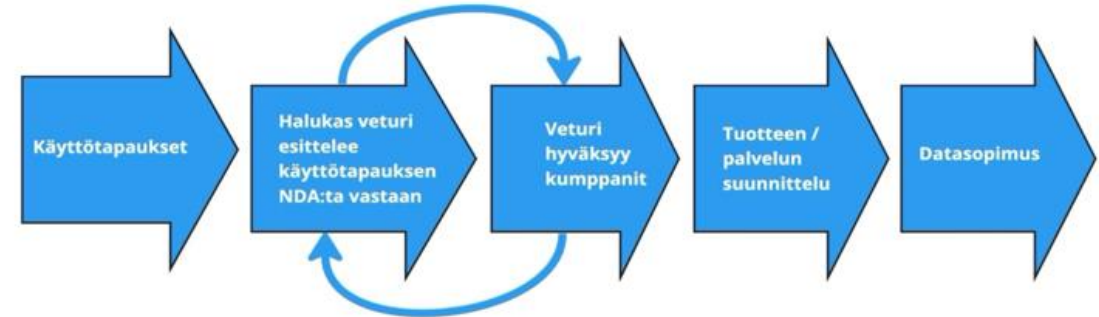 Käyttötapaukset
Halukas veturi
esittelee
käyttötapauksen
NDA:ta vastaan
Veturi
hyväksyy
kumppanit
Tuotteen /
palvelun
suunnittelu
Datasopimus